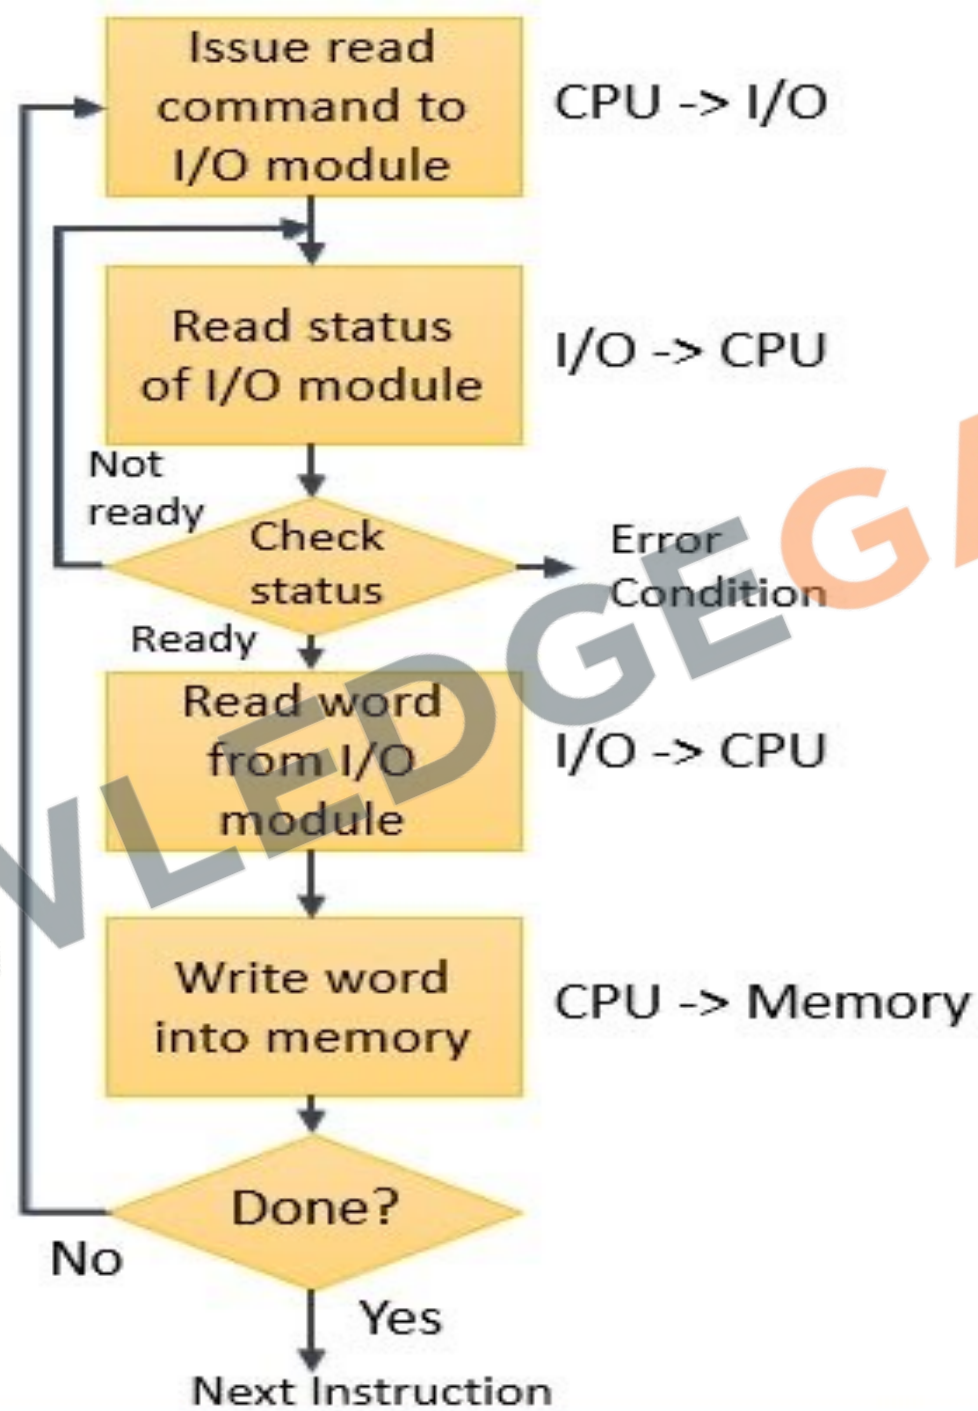 Issue read
command to
I/O module
CPU -> I/O
Read status
of I/O module
I/O -> CPU
Not
ready
Check
status
Error
Condition
Ready
Read word
from I/O
module
I/O -> CPU
Write word
into memory
CPU -> Memory
Done?
No
Yes
Next Instruction